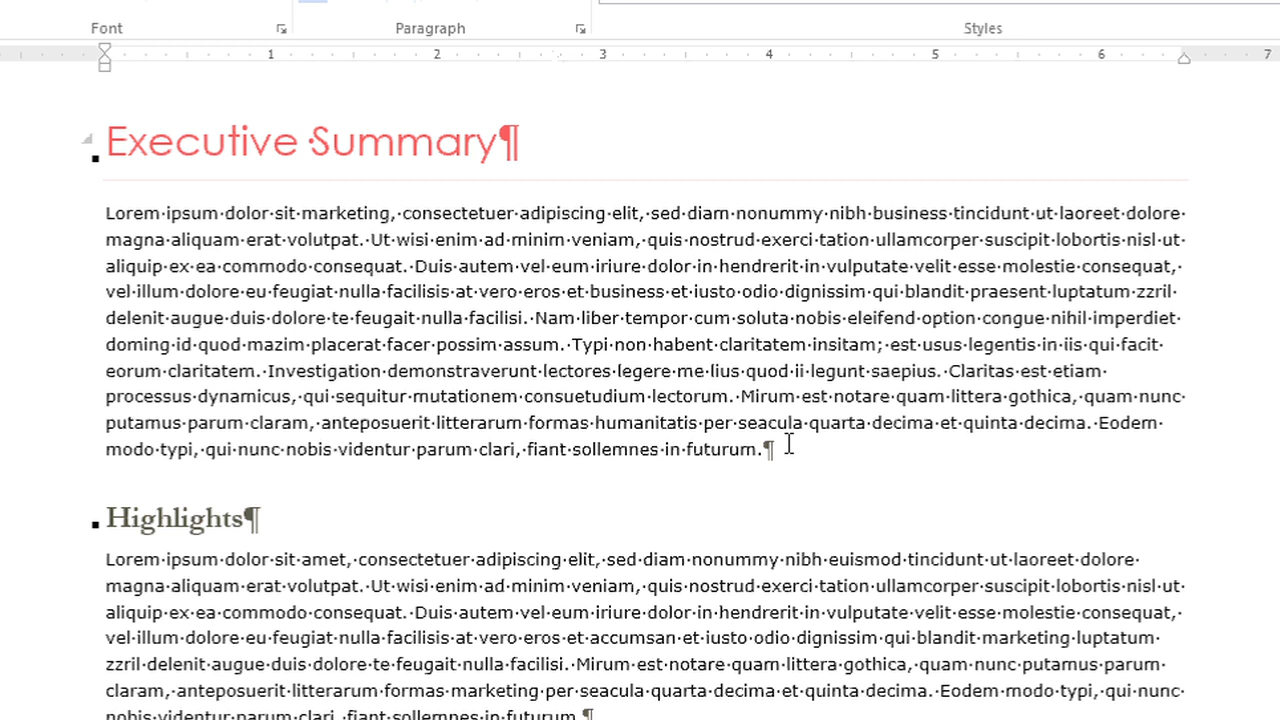 Font Paragraph Styles
1 2 3 4 5 6 7
Executive Summary¶
Lorem ipsum dolor sit marketing, consectetuer adipiscing elit, sed diam nonummy nibh business tincidunt ut laoreet dolore
magna aliquam erat volutpat. Ut wisi enim ad minim veniam, quis nostrud exerci tation ullamcorper suscipit lobortis nisl ut
aliquip ex ea commodo consequat. Duis autem vel eum iriure dolor in hendrerit in vulputate velit esse molestie consequat,
vel illum dolore eu feugiat nulla facilisis at vero eros et business et iusto odio dignissim qui blandit praesent luptatum zzril
delenit augue duis dolore te feugait nulla facilisi. Nam liber tempor cum soluta nobis eleifend option congue nihil imperdiet
doming id quod mazim placerat facer possim assum. Typi non habent claritatem insitam; est usus legentis in iis qui facit
eorum claritatem. Investigation demonstraverunt lectores legere me lius quod ii legunt saepius. Claritas est etiam
processus dynamicus, qui sequitur mutationem consuetudium lectorum. Mirum est notare quam littera gothica, quam nunc
putamus parum claram, anteposuerit litterarum formas humanitatis per seacula quarta decima et quinta decima. Eodem
modo typi, qui nunc nobis videntur parum clari, fiant sollemnes in futurum.¶
Highlights¶
Lorem ipsum dolor sit amet, consectetuer adipiscing elit, sed diam nonummy nibh euismod tincidunt ut laoreet dolore
magna aliquam erat volutpat. Ut wisi enim ad minim veniam, quis nostrud exerci tation ullamcorper suscipit lobortis nisl ut
aliquip ex ea commodo consequat. Duis autem vel eum iriure dolor in hendrerit in vulputate velit esse molestie consequat,
vel illum dolore eu feugiat nulla facilisis at vero eros et accumsan et iusto odio dignissim qui blandit marketing luptatum
zzril delenit augue duis dolore te feugait nulla facilisi. Mirum est notare quam littera gothica, quam nunc putamus parum
claram, anteposuerit litterarum formas marketing per seacula quarta decima et quinta decima. Eodem modo typi, qui nunc
nobis videntur parum clari, fiant sollemnes in futurum.¶